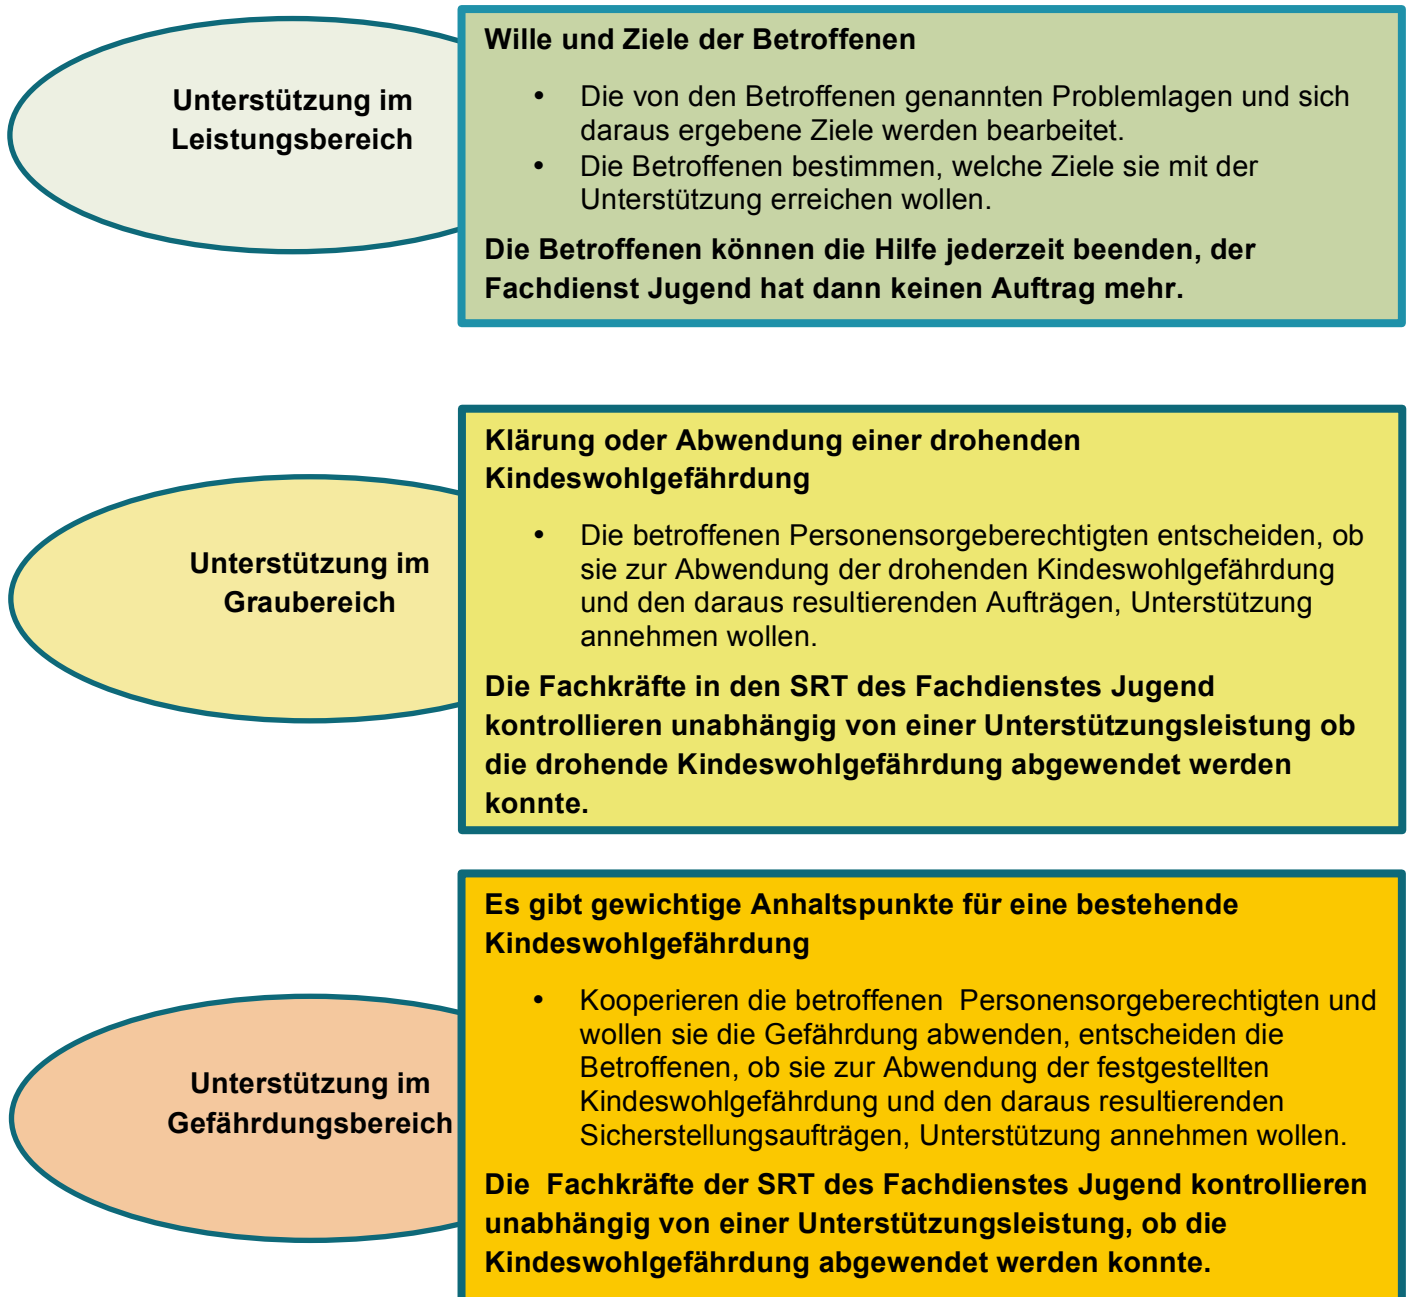 Unterstützung im
Leistungsbereich
Wille und Ziele der Betroffenen
• Die von den Betroffenen genannten Problemlagen und sich
daraus ergebene Ziele werden bearbeitet.
• Die Betroffenen bestimmen, welche Ziele sie mit der
Unterstützung erreichen wollen.
Die Betroffenen können die Hilfe jederzeit beenden, der
Fachdienst Jugend hat dann keinen Auftrag mehr.
Unterstützung im
Graubereich
Klärung oder Abwendung einer drohenden
Kindeswohlgefährdung
• Die betroffenen Personensorgeberechtigten entscheiden, ob
sie zur Abwendung der drohenden Kindeswohlgefährdung
und den daraus resultierenden Aufträgen, Unterstützung
annehmen wollen.
Die Fachkräfte in den SRT des Fachdienstes Jugend
kontrollieren unabhängig von einer Unterstützungsleistung ob
die drohende Kindeswohlgefährdung abgewendet werden
konnte.
Unterstützung im
Gefährdungsbereich
Es gibt gewichtige Anhaltspunkte für eine bestehende
Kindeswohlgefährdung
• Kooperieren die betroffenen  Personensorgeberechtigten und
wollen sie die Gefährdung abwenden, entscheiden die
Betroffenen, ob sie zur Abwendung der festgestellten
Kindeswohlgefährdung und den daraus resultierenden
Sicherstellungsaufträgen, Unterstützung annehmen wollen.
Die  Fachkräfte der SRT des Fachdienstes Jugend kontrollieren
unabhängig von einer Unterstützungsleistung, ob die
Kindeswohlgefährdung abgewendet werden konnte.